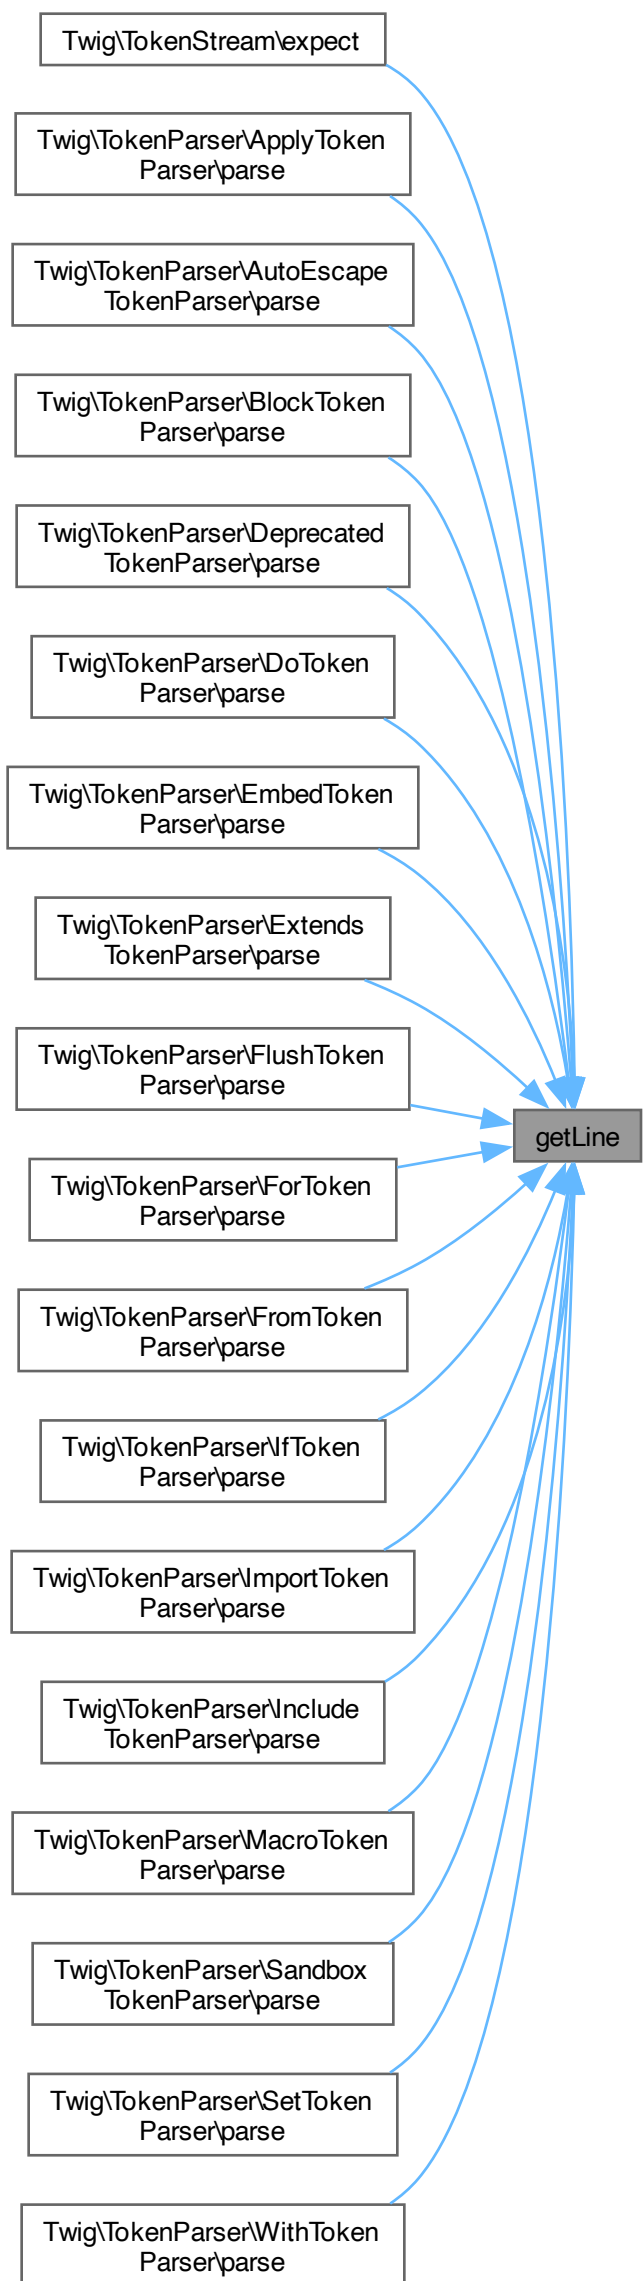 Twig\TokenStream\expect
Twig\TokenParser\ApplyToken
Parser\parse
Twig\TokenParser\AutoEscape
TokenParser\parse
Twig\TokenParser\BlockToken
Parser\parse
Twig\TokenParser\Deprecated
TokenParser\parse
Twig\TokenParser\DoToken
Parser\parse
Twig\TokenParser\EmbedToken
Parser\parse
Twig\TokenParser\Extends
TokenParser\parse
Twig\TokenParser\FlushToken
Parser\parse
getLine
Twig\TokenParser\ForToken
Parser\parse
Twig\TokenParser\FromToken
Parser\parse
Twig\TokenParser\IfToken
Parser\parse
Twig\TokenParser\ImportToken
Parser\parse
Twig\TokenParser\Include
TokenParser\parse
Twig\TokenParser\MacroToken
Parser\parse
Twig\TokenParser\Sandbox
TokenParser\parse
Twig\TokenParser\SetToken
Parser\parse
Twig\TokenParser\WithToken
Parser\parse